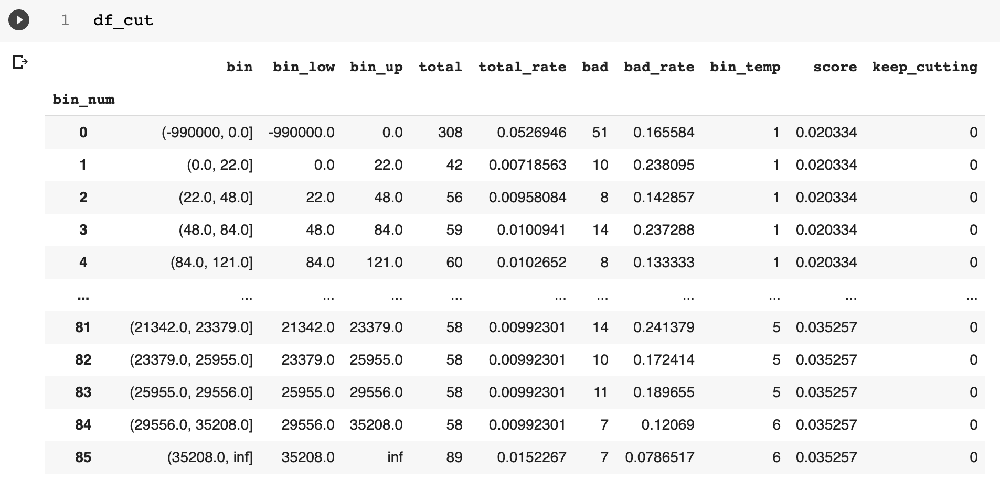 1 df_cut
bin bin_low bin_up total total_rate bad bad_rate bin_temp score keep_cutting
bin_num
0 (-990000, 0.0] -990000.0 0.0 308 0.0526946 51 0.165584 1 0.020334 0
1 (0.0, 22.0] 0.0 22.0 42 0.00718563 10 0.238095 1 0.020334 0
2 (22.0, 48.0] 22.0 48.0 56 0.00958084 8 0.142857 1 0.020334 0
3 (48.0, 84.0] 48.0 84.0 59 0.0100941 14 0.237288 1 0.020334 0
4 (84.0, 121.0] 84.0 121.0 60 0.0102652 8 0.133333 1 0.020334 0
... ... ... ... ... ... ... ... ... ... ...
81 (21342.0, 23379.0] 21342.0 23379.0 58 0.00992301 14 0.241379 5 0.035257 0
82 (23379.0, 25955.0] 23379.0 25955.0 58 0.00992301 10 0.172414 5 0.035257 0
83 (25955.0, 29556.0] 25955.0 29556.0 58 0.00992301 11 0.189655 5 0.035257 0
84 (29556.0, 35208.0] 29556.0 35208.0 58 0.00992301 7 0.12069 6 0.035257 0
85 (35208.0, inf] 35208.0 inf 89 0.0152267 7 0.0786517 6 0.035257 0